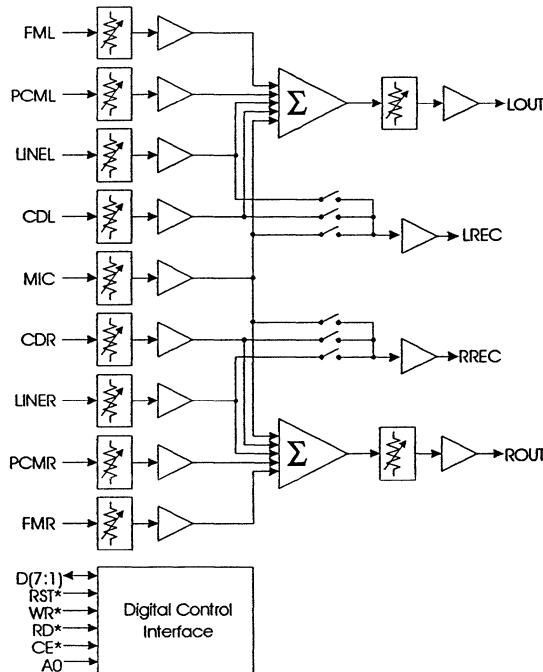 FML
PCML
LINEL
CDL
MIC
CDR
LINER
PCMR
FMR
Σ
LOUT
LREC
RREC
Σ
ROUT
D(7:1)
RST*
WR*
RD*
CE*
A0
Digital Control
Interface